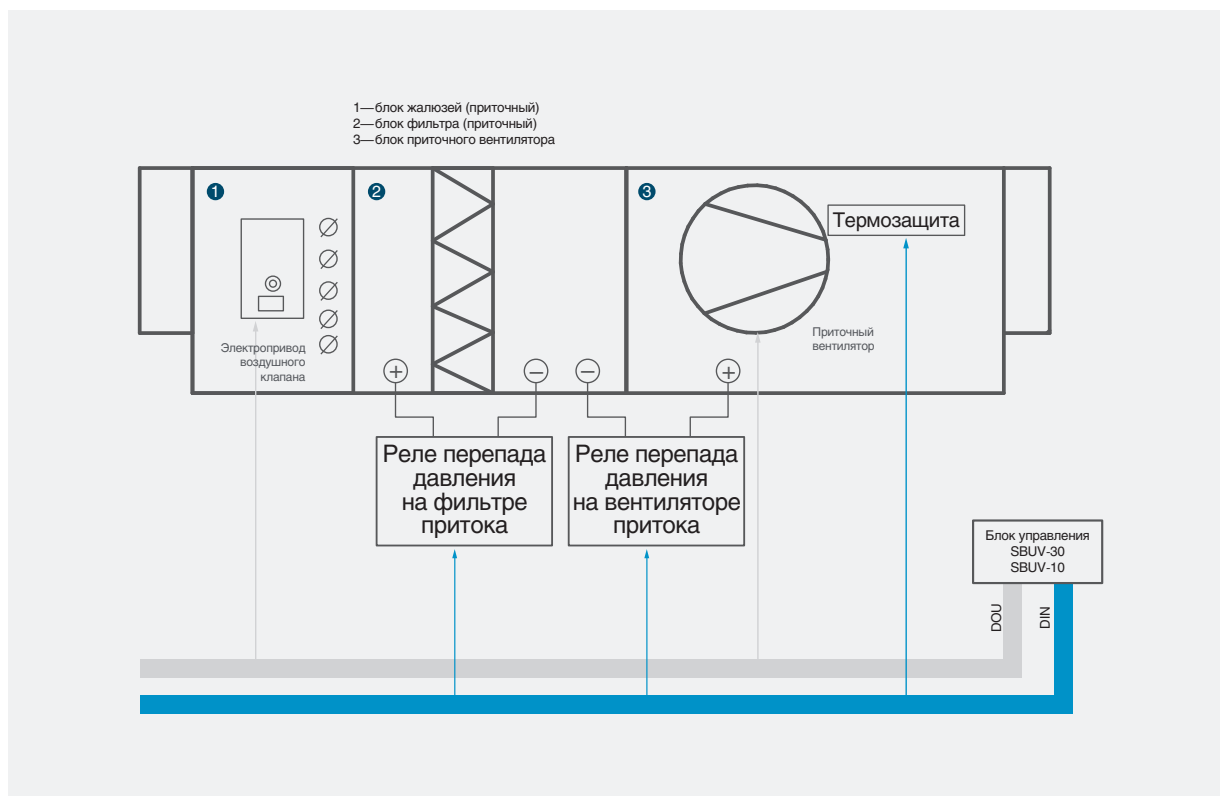 1—блок жалюзей (приточный)
2—блок фильтра (приточный)
3—блок приточного вентилятора
1
2
3
Термозащита
Электропривод
воздушного
клапана
Приточный
вентилятор
Реле перепада
давления
на фильтре
притока
Реле перепада
давления
на вентиляторе
притока
Блок управления
SBUV-30
SBUV-10
DOU
DIN